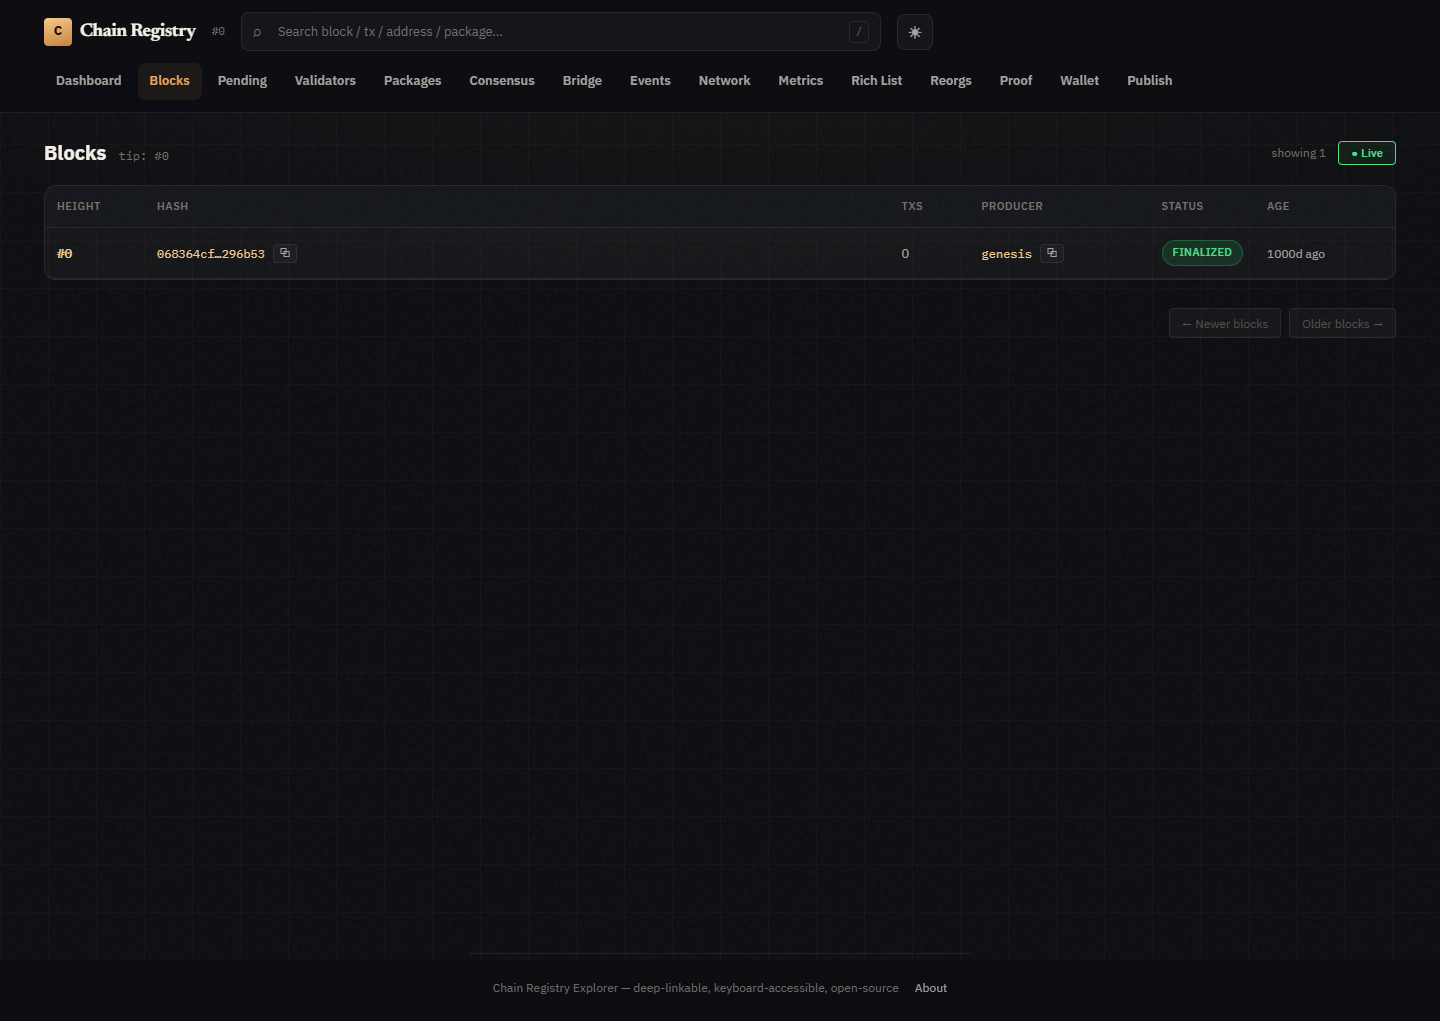 C Chain Registry #0 Search block / tx / address / package... /
Dashboard Blocks Pending Validators Packages Consensus Bridge Events Network Metrics Rich List Reorgs Proof Wallet Publish
Blocks tip: #0 showing 1 Live
HEIGHT HASH TXS PRODUCER STATUS AGE
#0 068364cf…296b53 0 genesis FINALIZED 1000d ago
← Newer blocks Older blocks →
Chain Registry Explorer — deep-linkable, keyboard-accessible, open-source About